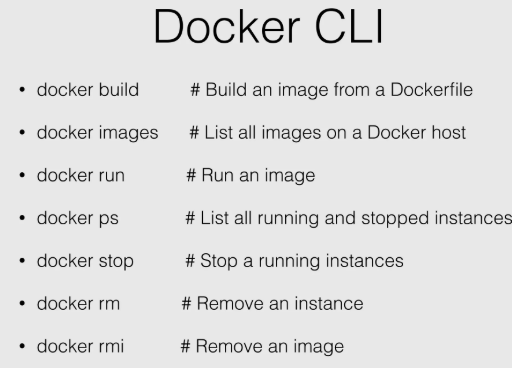 Docker CLI
• docker build # Build an image from a Dockerfile
• docker images # List all images on a Docker host
• docker run # Run an image
• docker ps # List all running and stopped instances
• docker stop # Stop a running instances
• docker rm # Remove an instance
• docker rmi # Remove an image